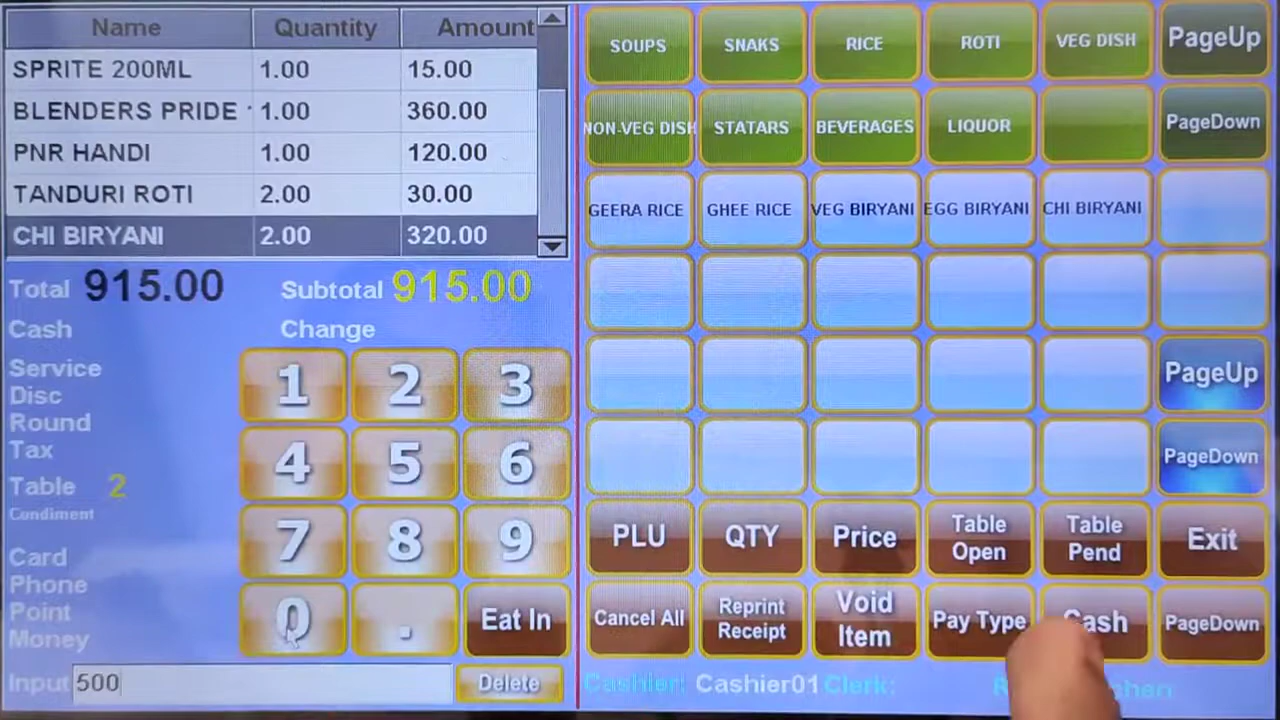 Name Quantity Amount
SPRITE 200ML 1.00 15.00
BLENDERS PRIDE 1.00 360.00
PNR HANDI 1.00 120.00
TANDURI ROTI 2.00 30.00
CHI BIRYANI 2.00 320.00
Total 915.00 Subtotal 915.00
Cash Change
Service
Disc
Round
Tax
Table 2
Condiment
Card
Phone
Point
Money
1 2 3
4 5 6
7 8 9
0 . Eat In
Input 500 Delete
SOUPS SNAKS RICE ROTI VEG DISH PageUp
NON-VEG DISH STATARS BEVERAGES LIQUOR PageDown
GEERA RICE GHEE RICE VEG BIRYANI EGG BIRYANI CHI BIRYANI
PageUp
PageDown
PLU QTY Price Table Open Table Pend Exit
Cancel All Reprint Receipt Void Item Pay Type Cash PageDown
Cashier: Cashier01 Clerk: